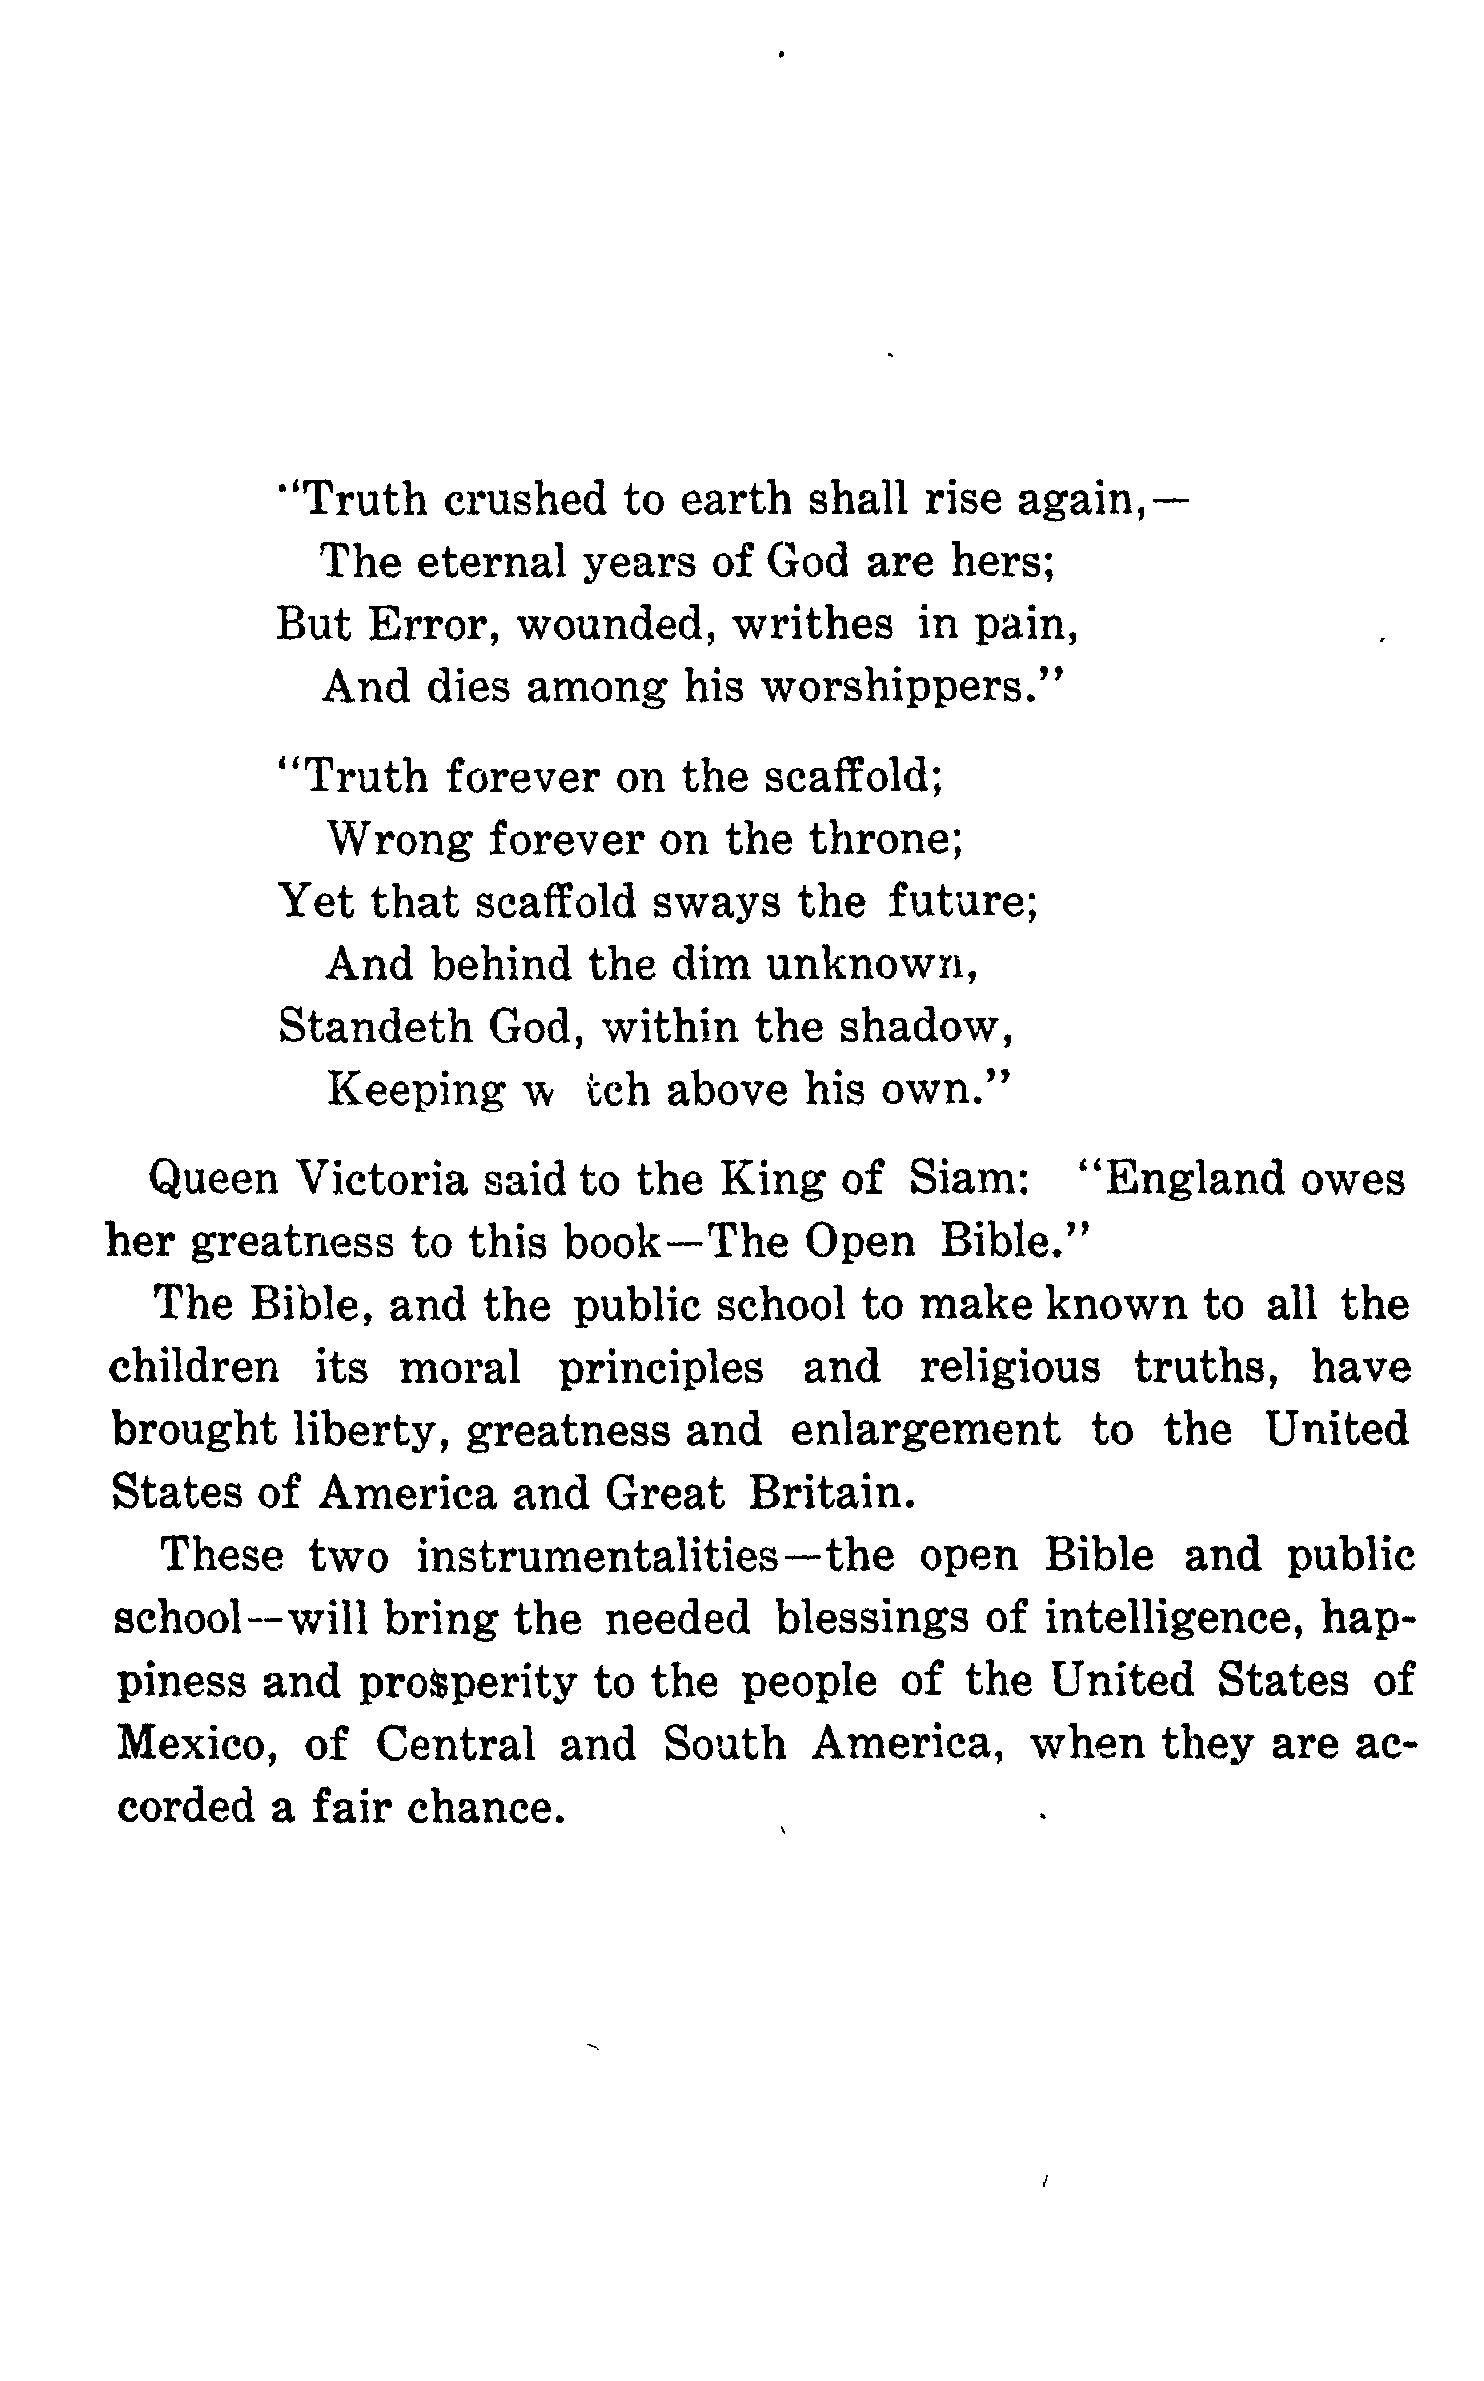 "Truth crushed to earth shall rise again,—
The eternal years of God are hers;
But Error, wounded, writhes in pain,
And dies among his worshippers."
"Truth forever on the scaffold;
Wrong forever on the throne;
Yet that scaffold sways the future;
And behind the dim unknown,
Standeth God, within the shadow,
Keeping w tch above his own."
Queen Victoria said to the King of Siam: "England owes
her greatness to this book—The Open Bible."
The Bible, and the public school to make known to all the
children its moral principles and religious truths, have
brought liberty, greatness and enlargement to the United
States of America and Great Britain.
These two instrumentalities—the open Bible and public
school—will bring the needed blessings of intelligence, hap-
piness and prosperity to the people of the United States of
Mexico, of Central and South America, when they are ac-
corded a fair chance.